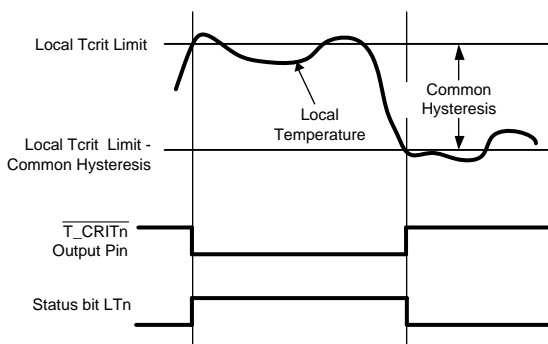 Local Tcrit Limit
Common
Hysteresis
Local
Temperature
Local Tcrit Limit -
Common Hysteresis
T_CRITn
Output Pin
Status bit LTn